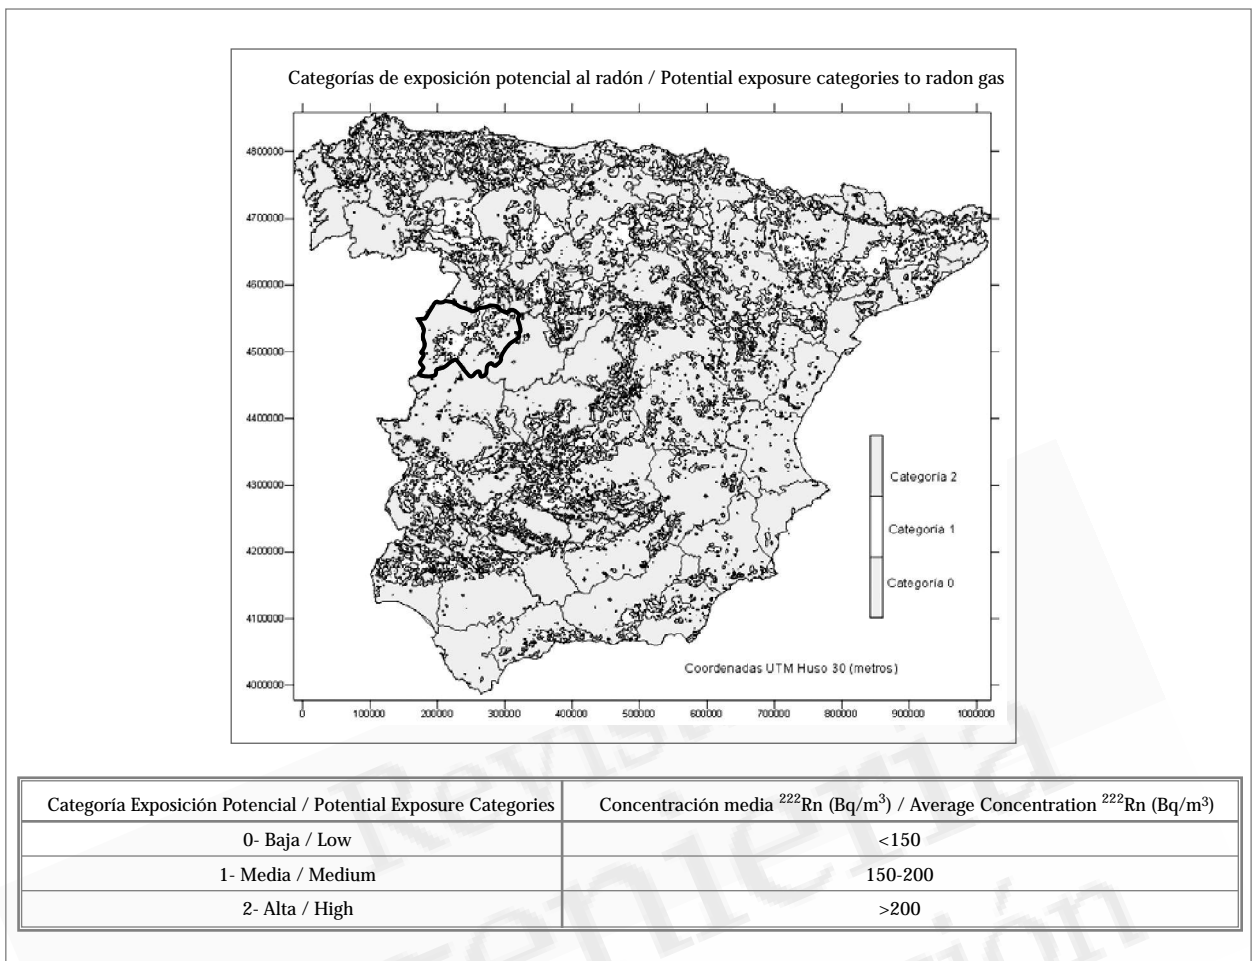 Categorías de exposición potencial al radón / Potential exposure categories to radon gas
4800000
4700000
4600000
4500000
4400000
4300000
4200000
4100000
4000000
Categoría 2
Categoría 1
Categoría 0
Coordenadas UTM Huso 30 (metros)
0 100000 200000 300000 400000 500000 600000 700000 800000 900000 1000000
Categoría Exposición Potencial / Potential Exposure Categories Concentración media ²²²Rn (Bq/m³) / Average Concentration ²²²Rn (Bq/m³)
0- Baja / Low <150
1- Media / Medium 150-200
2- Alta / High >200